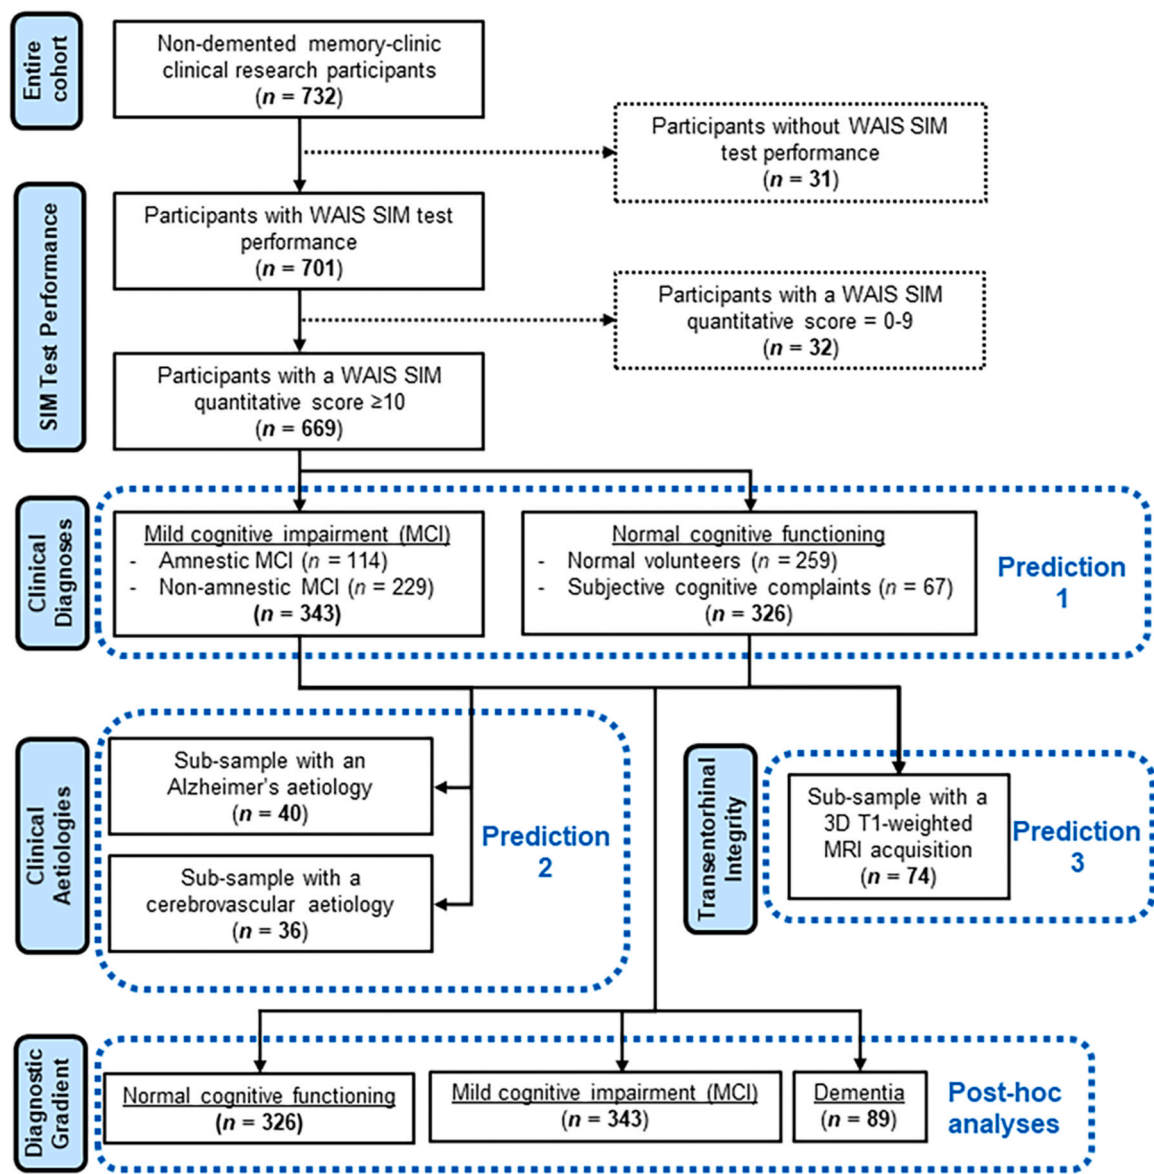 Entire
cohort
Non-demented memory-clinic
clinical research participants
(n = 732)
Participants without WAIS SIM
test performance
(n = 31)
SIM Test Performance
Participants with WAIS SIM test
performance
(n = 701)
Participants with a WAIS SIM
quantitative score = 0-9
(n = 32)
Participants with a WAIS SIM
quantitative score ≥10
(n = 669)
Clinical
Diagnoses
Mild cognitive impairment (MCI)
- Amnestic MCI (n = 114)
- Non-amnestic MCI (n = 229)
(n = 343)
Normal cognitive functioning
- Normal volunteers (n = 259)
- Subjective cognitive complaints (n = 67)
(n = 326)
Prediction
1
Clinical
Aetiologies
Sub-sample with an
Alzheimer's aetiology
(n = 40)
Sub-sample with a
cerebrovascular aetiology
(n = 36)
Prediction
2
Transentorhinal
Integrity
Sub-sample with a
3D T1-weighted
MRI acquisition
(n = 74)
Prediction
3
Diagnostic
Gradient
Normal cognitive functioning
(n = 326)
Mild cognitive impairment (MCI)
(n = 343)
Dementia
(n = 89)
Post-hoc
analyses